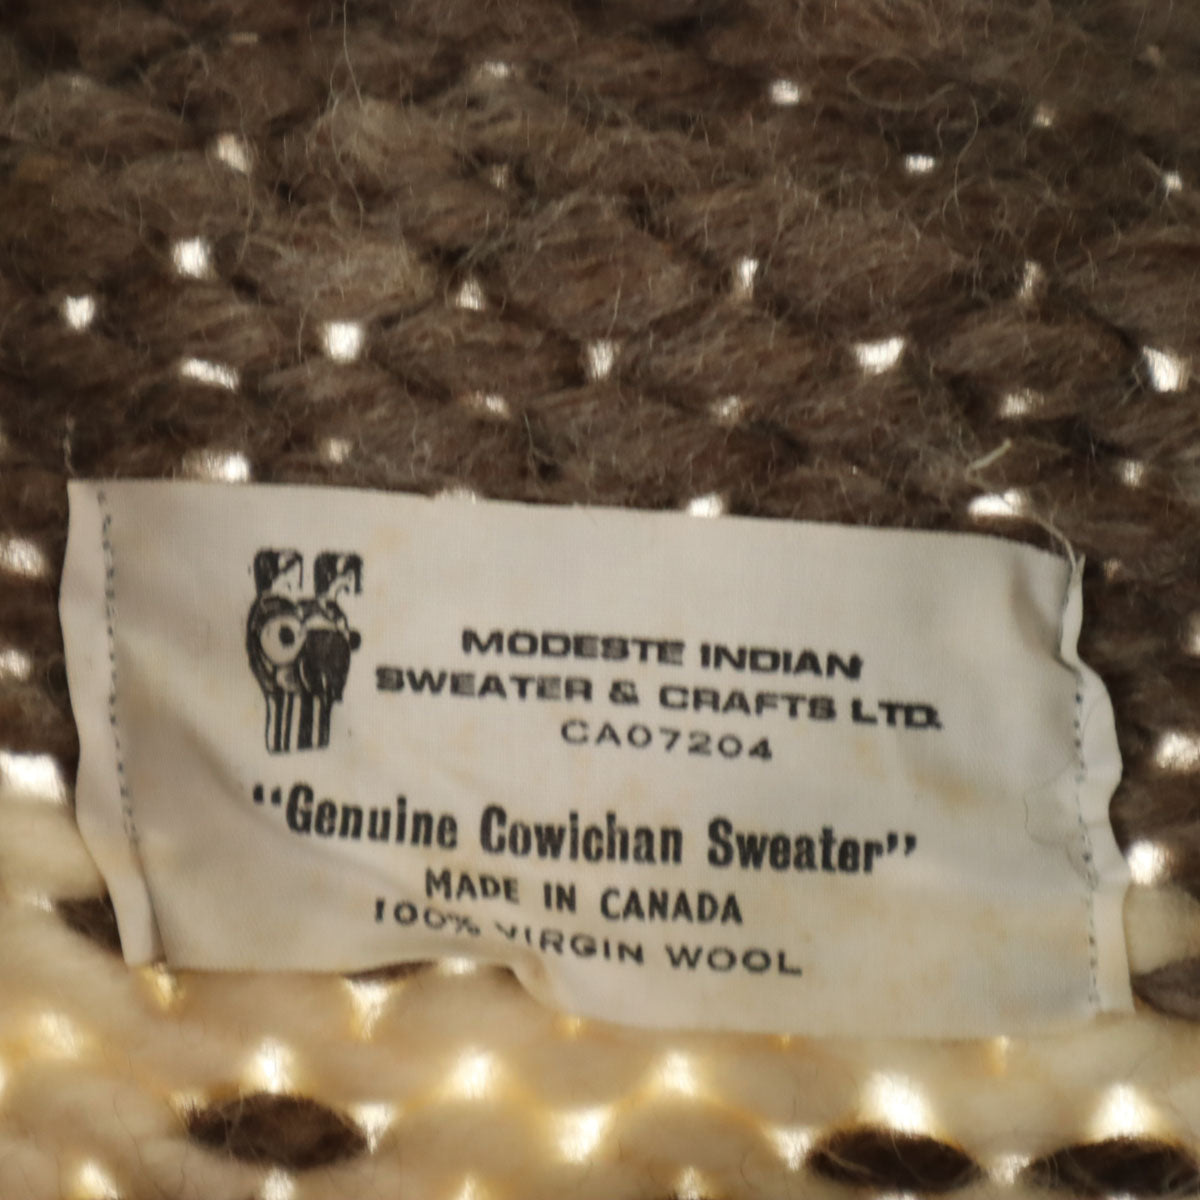 MODESTE INDIAN
SWEATER & CRAFTS LTD.
CA07204
“Genuine Cowichan Sweater”
MADE IN CANADA
100% VIRGIN WOOL